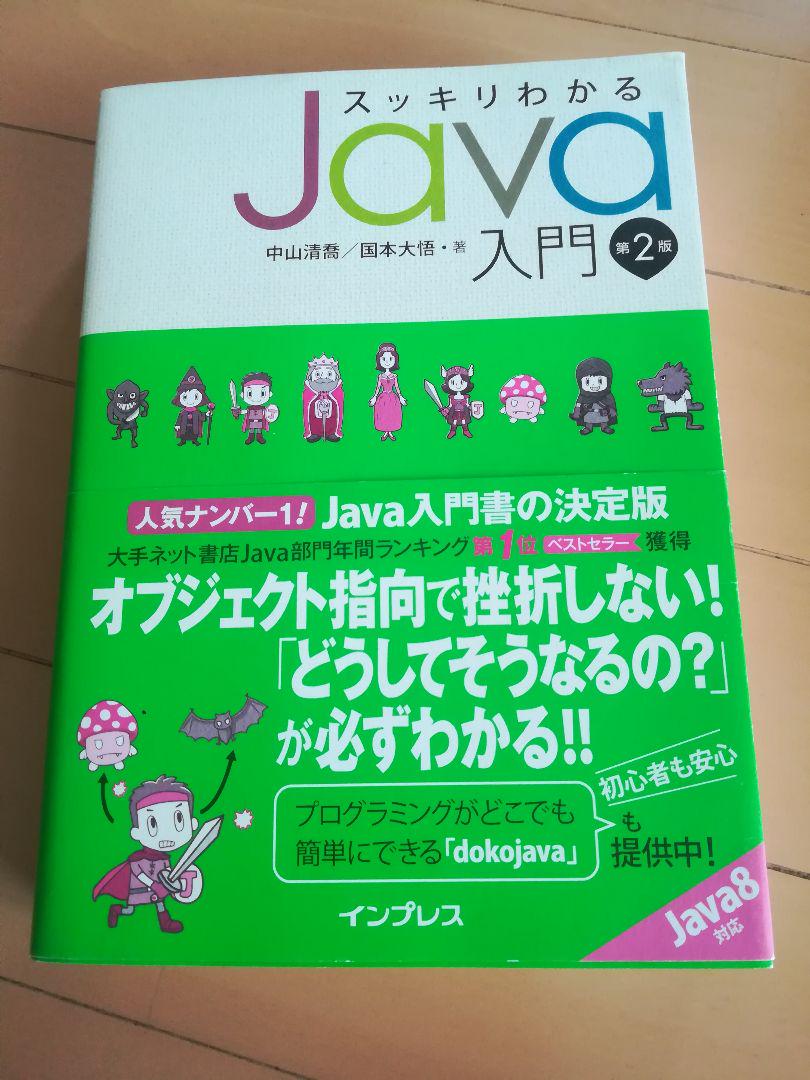 スッキリわかる
Java
中山清喬／国本大悟・著
入門 第2版
人気ナンバー1! Java入門書の決定版
大手ネット書店Java部門年間ランキング 第1位 ベストセラー 獲得
オブジェクト指向で挫折しない!
「どうしてそうなるの?」
が必ずわかる!!
初心者も安心
プログラミングがどこでも
簡単にできる「dokojava」
も
提供中!
J
J
J
インプレス
Java8
対応